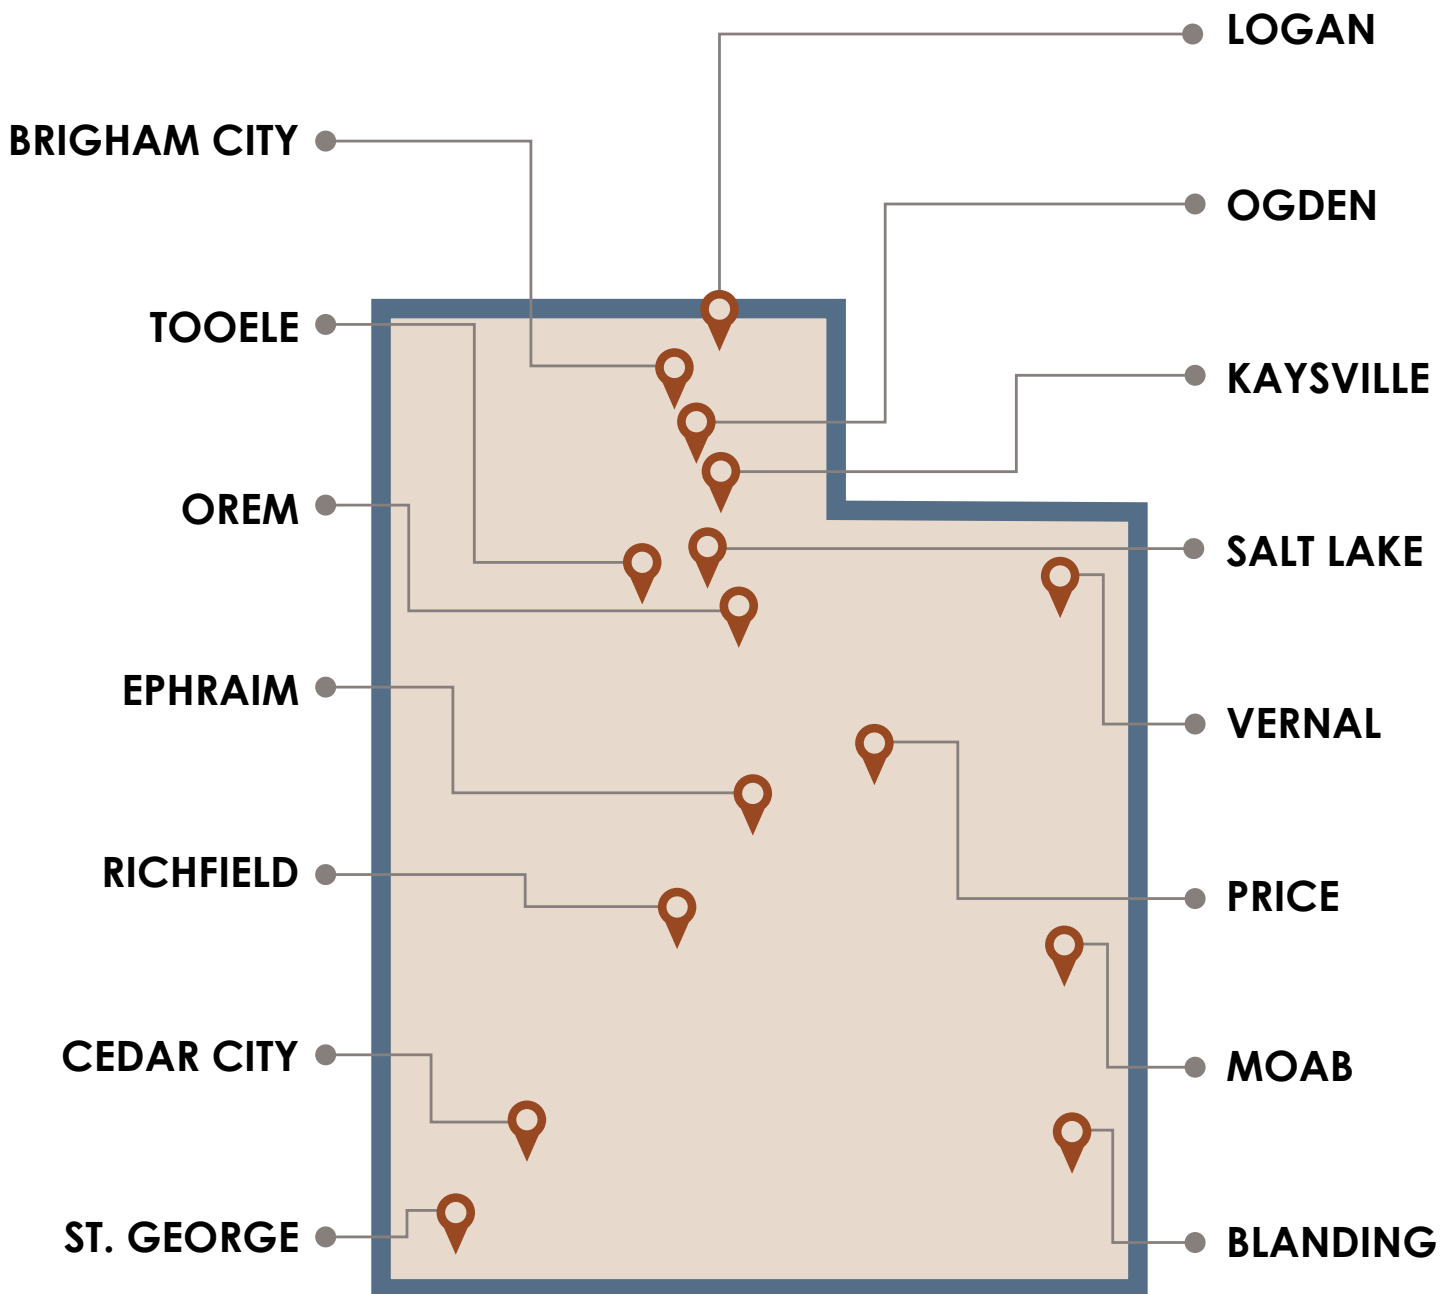 LOGAN
BRIGHAM CITY
OGDEN
TOOELE
KAYSVILLE
OREM
SALT LAKE
EPHRAIM
VERNAL
RICHFIELD
PRICE
CEDAR CITY
MOAB
ST. GEORGE
BLANDING